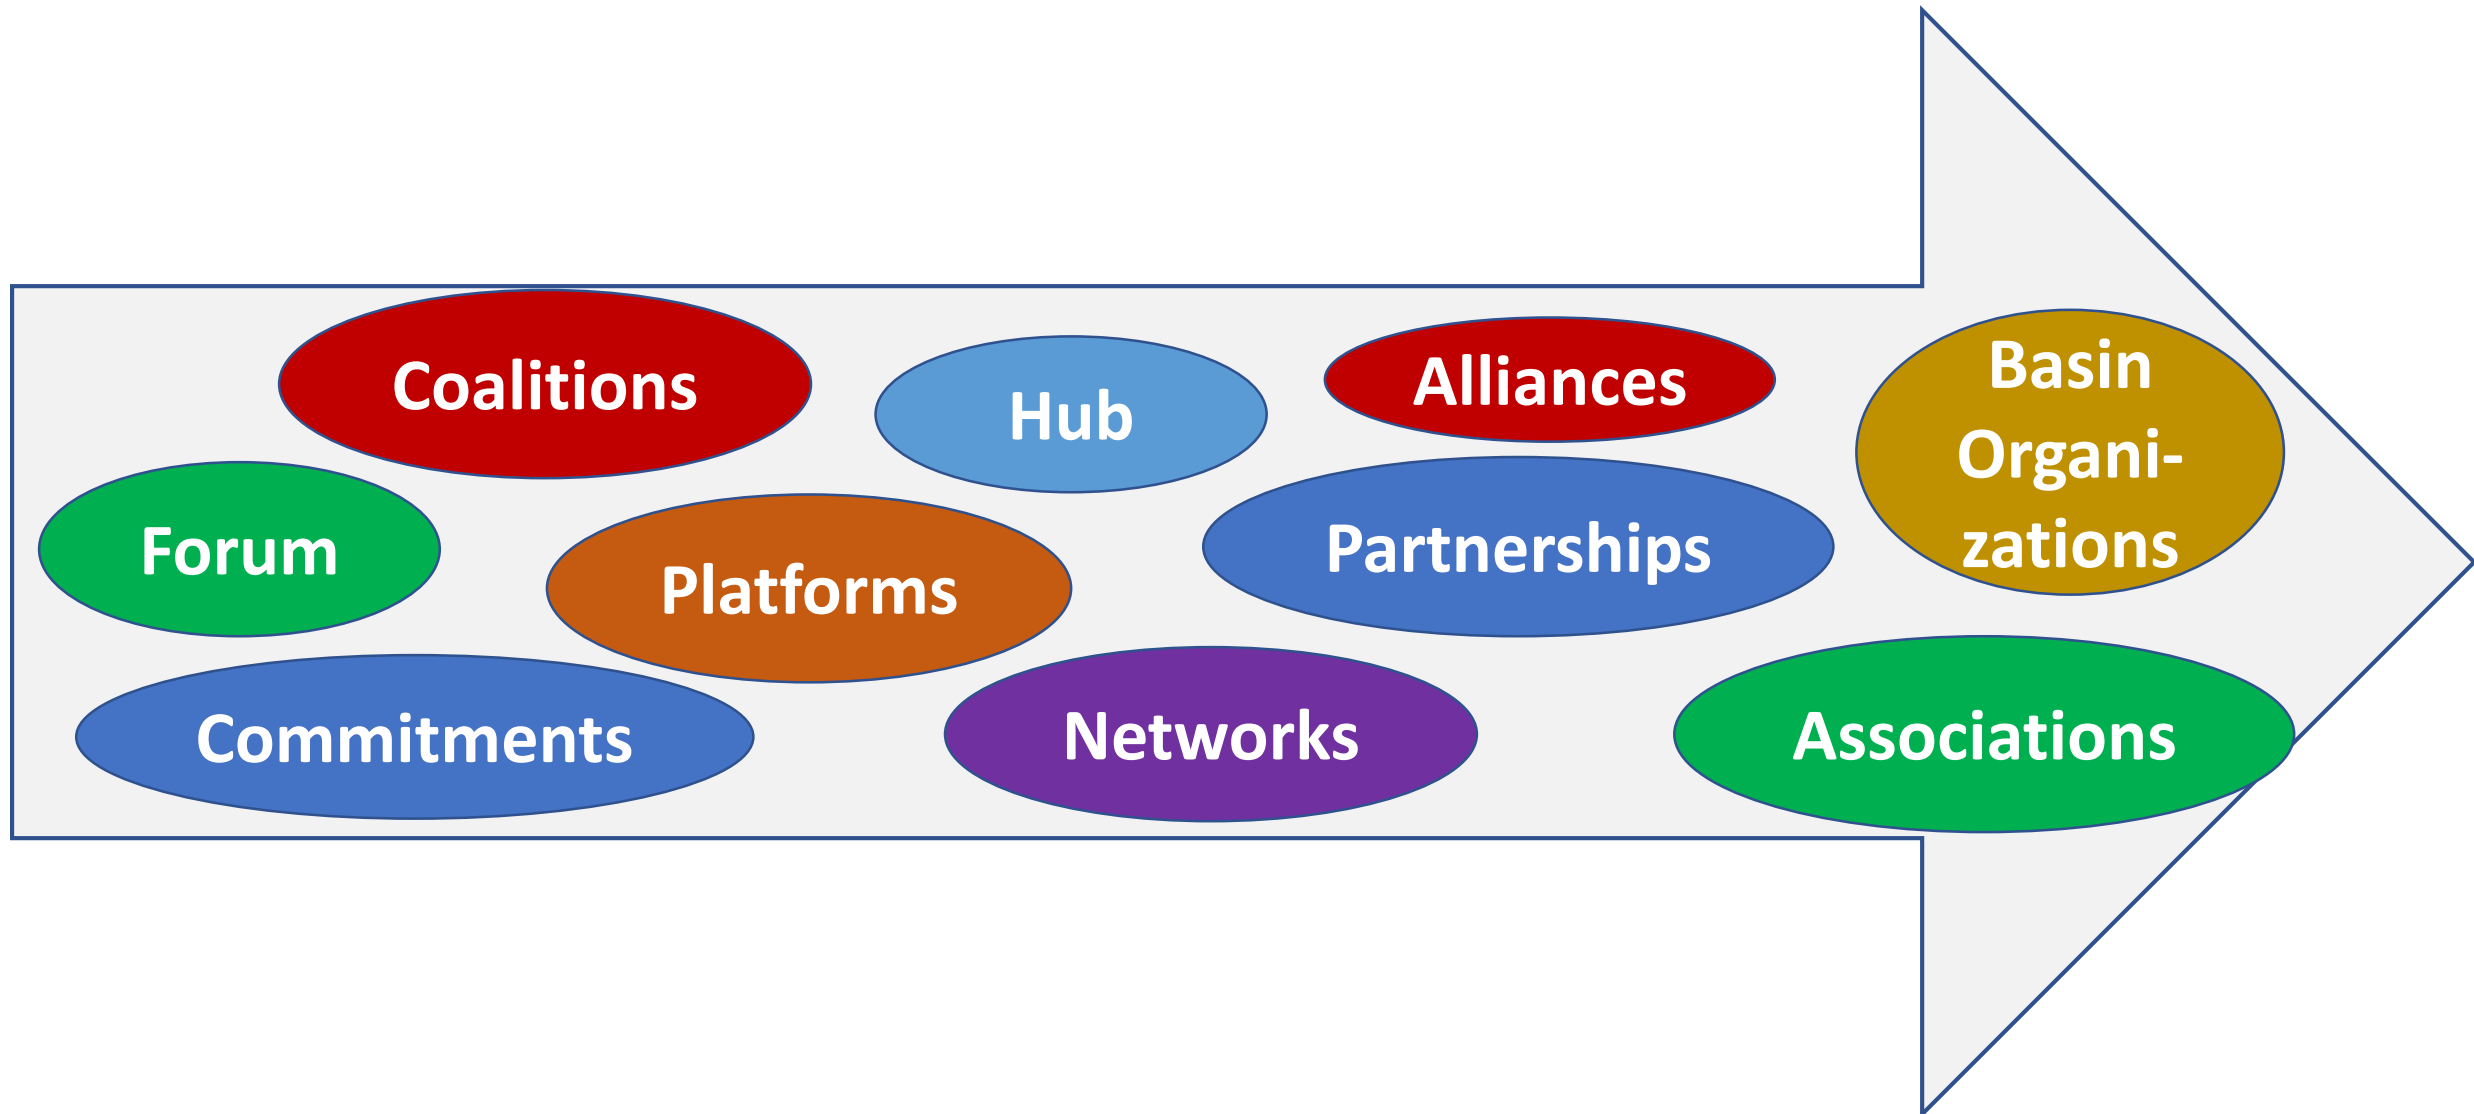 Coalitions
Hub
Alliances
Basin
Organi-
zations
Forum
Platforms
Partnerships
Commitments
Networks
Associations